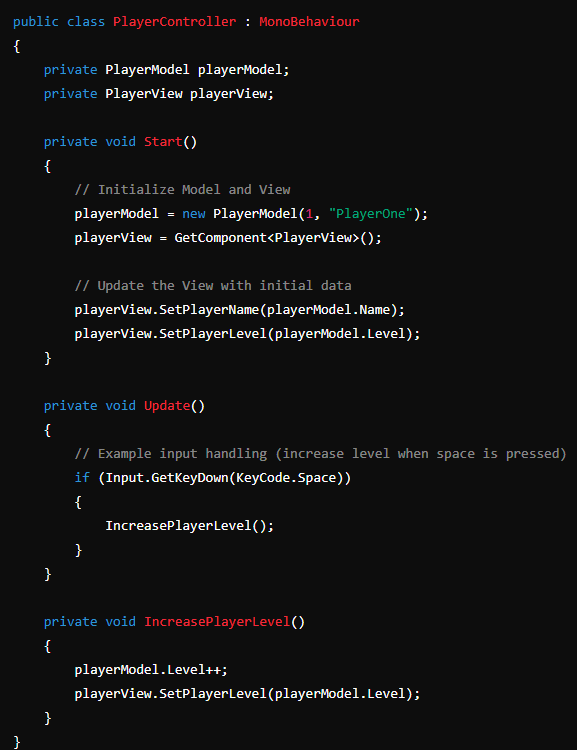 public class PlayerController : MonoBehaviour
{
    private PlayerModel playerModel;
    private PlayerView playerView;

    private void Start()
    {
        // Initialize Model and View
        playerModel = new PlayerModel(1, "PlayerOne");
        playerView = GetComponent<PlayerView>();

        // Update the View with initial data
        playerView.SetPlayerName(playerModel.Name);
        playerView.SetPlayerLevel(playerModel.Level);
    }

    private void Update()
    {
        // Example input handling (increase level when space is pressed)
        if (Input.GetKeyDown(KeyCode.Space))
        {
            IncreasePlayerLevel();
        }
    }

    private void IncreasePlayerLevel()
    {
        playerModel.Level++;
        playerView.SetPlayerLevel(playerModel.Level);
    }
}